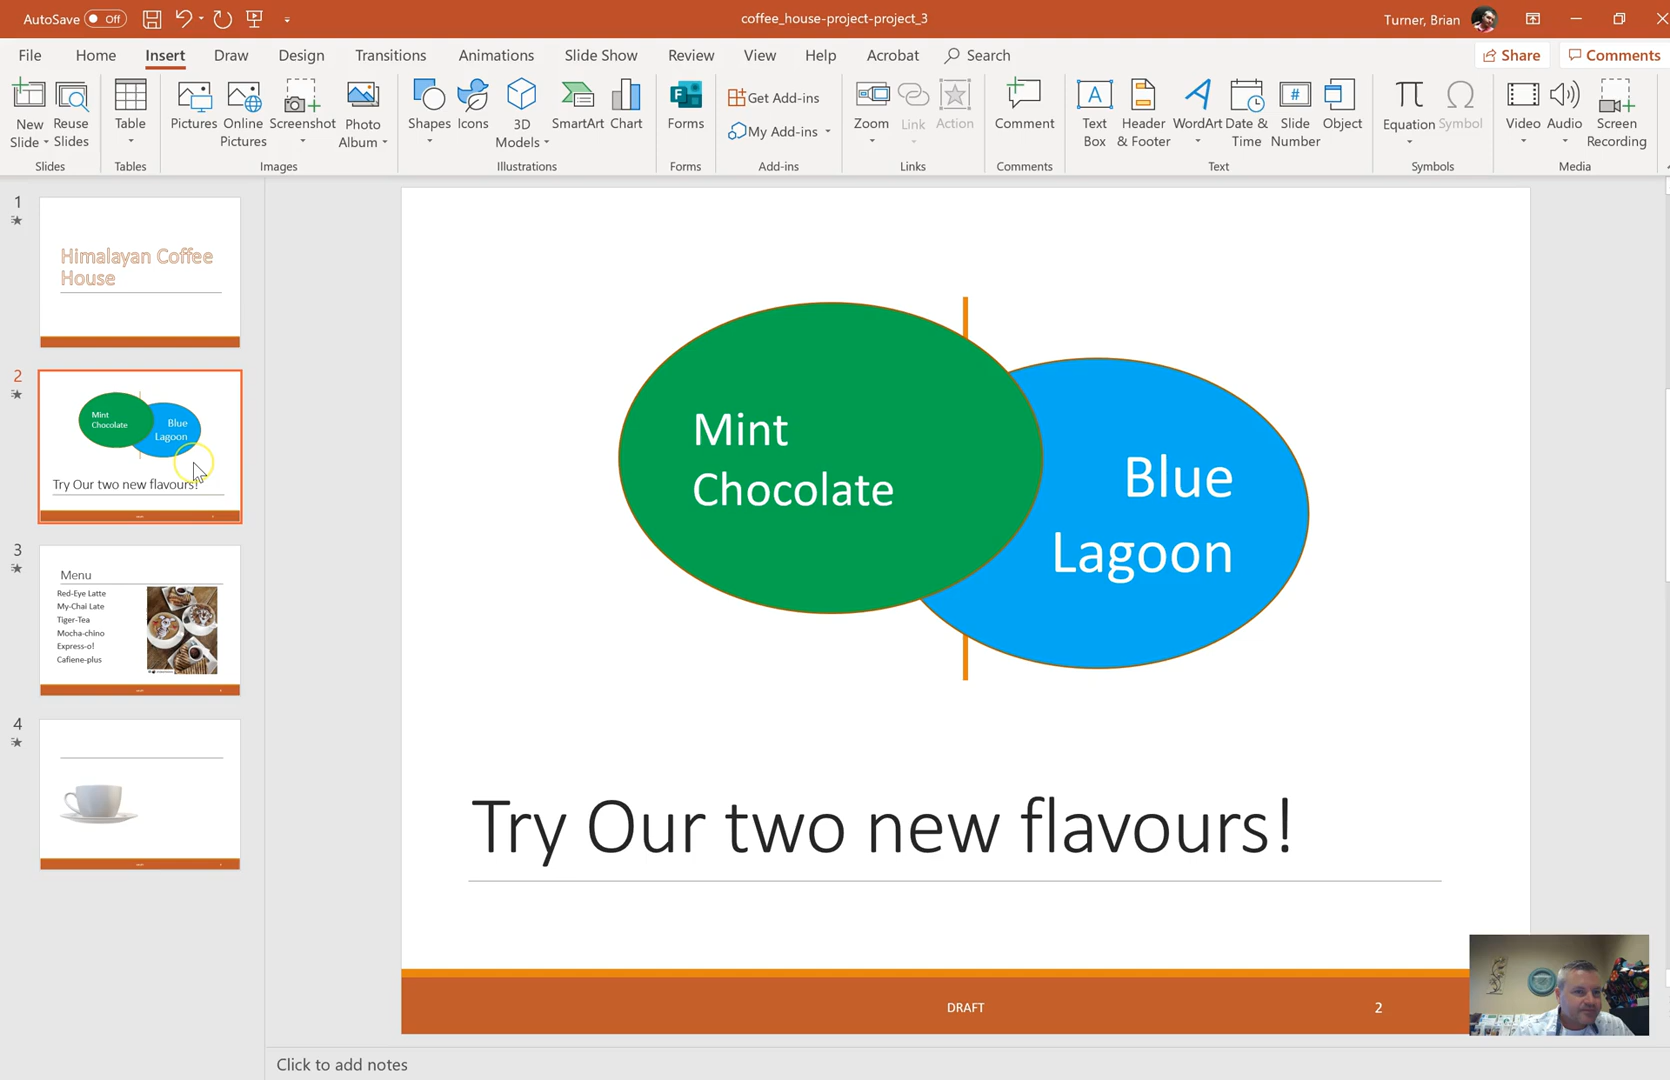 AutoSave Off
coffee_house-project-project_3
Turner, Brian
File Home Insert Draw Design Transitions Animations Slide Show Review View Help Acrobat Search
Share Comments
New Slide
Reuse Slides
Table
Pictures
Online Pictures
Screenshot
Photo Album
Shapes
Icons
3D Models
SmartArt
Chart
Forms
Get Add-ins
My Add-ins
Zoom
Link
Action
Comment
Text Box
Header & Footer
WordArt
Date & Time
Slide Number
Object
Equation
Symbol
Video
Audio
Screen Recording
Slides Tables Images Illustrations Forms Add-ins Links Comments Text Symbols Media
1
Himalayan Coffee
House
2
Mint
Chocolate
Blue
Lagoon
Try Our two new flavours!
3
Menu
Red-Eye Latte
My-Chai Late
Tiger-Tea
Mocha-chino
Express-o!
Cafiene-plus
4
Mint
Chocolate
Blue
Lagoon
Try Our two new flavours!
DRAFT
2
Click to add notes